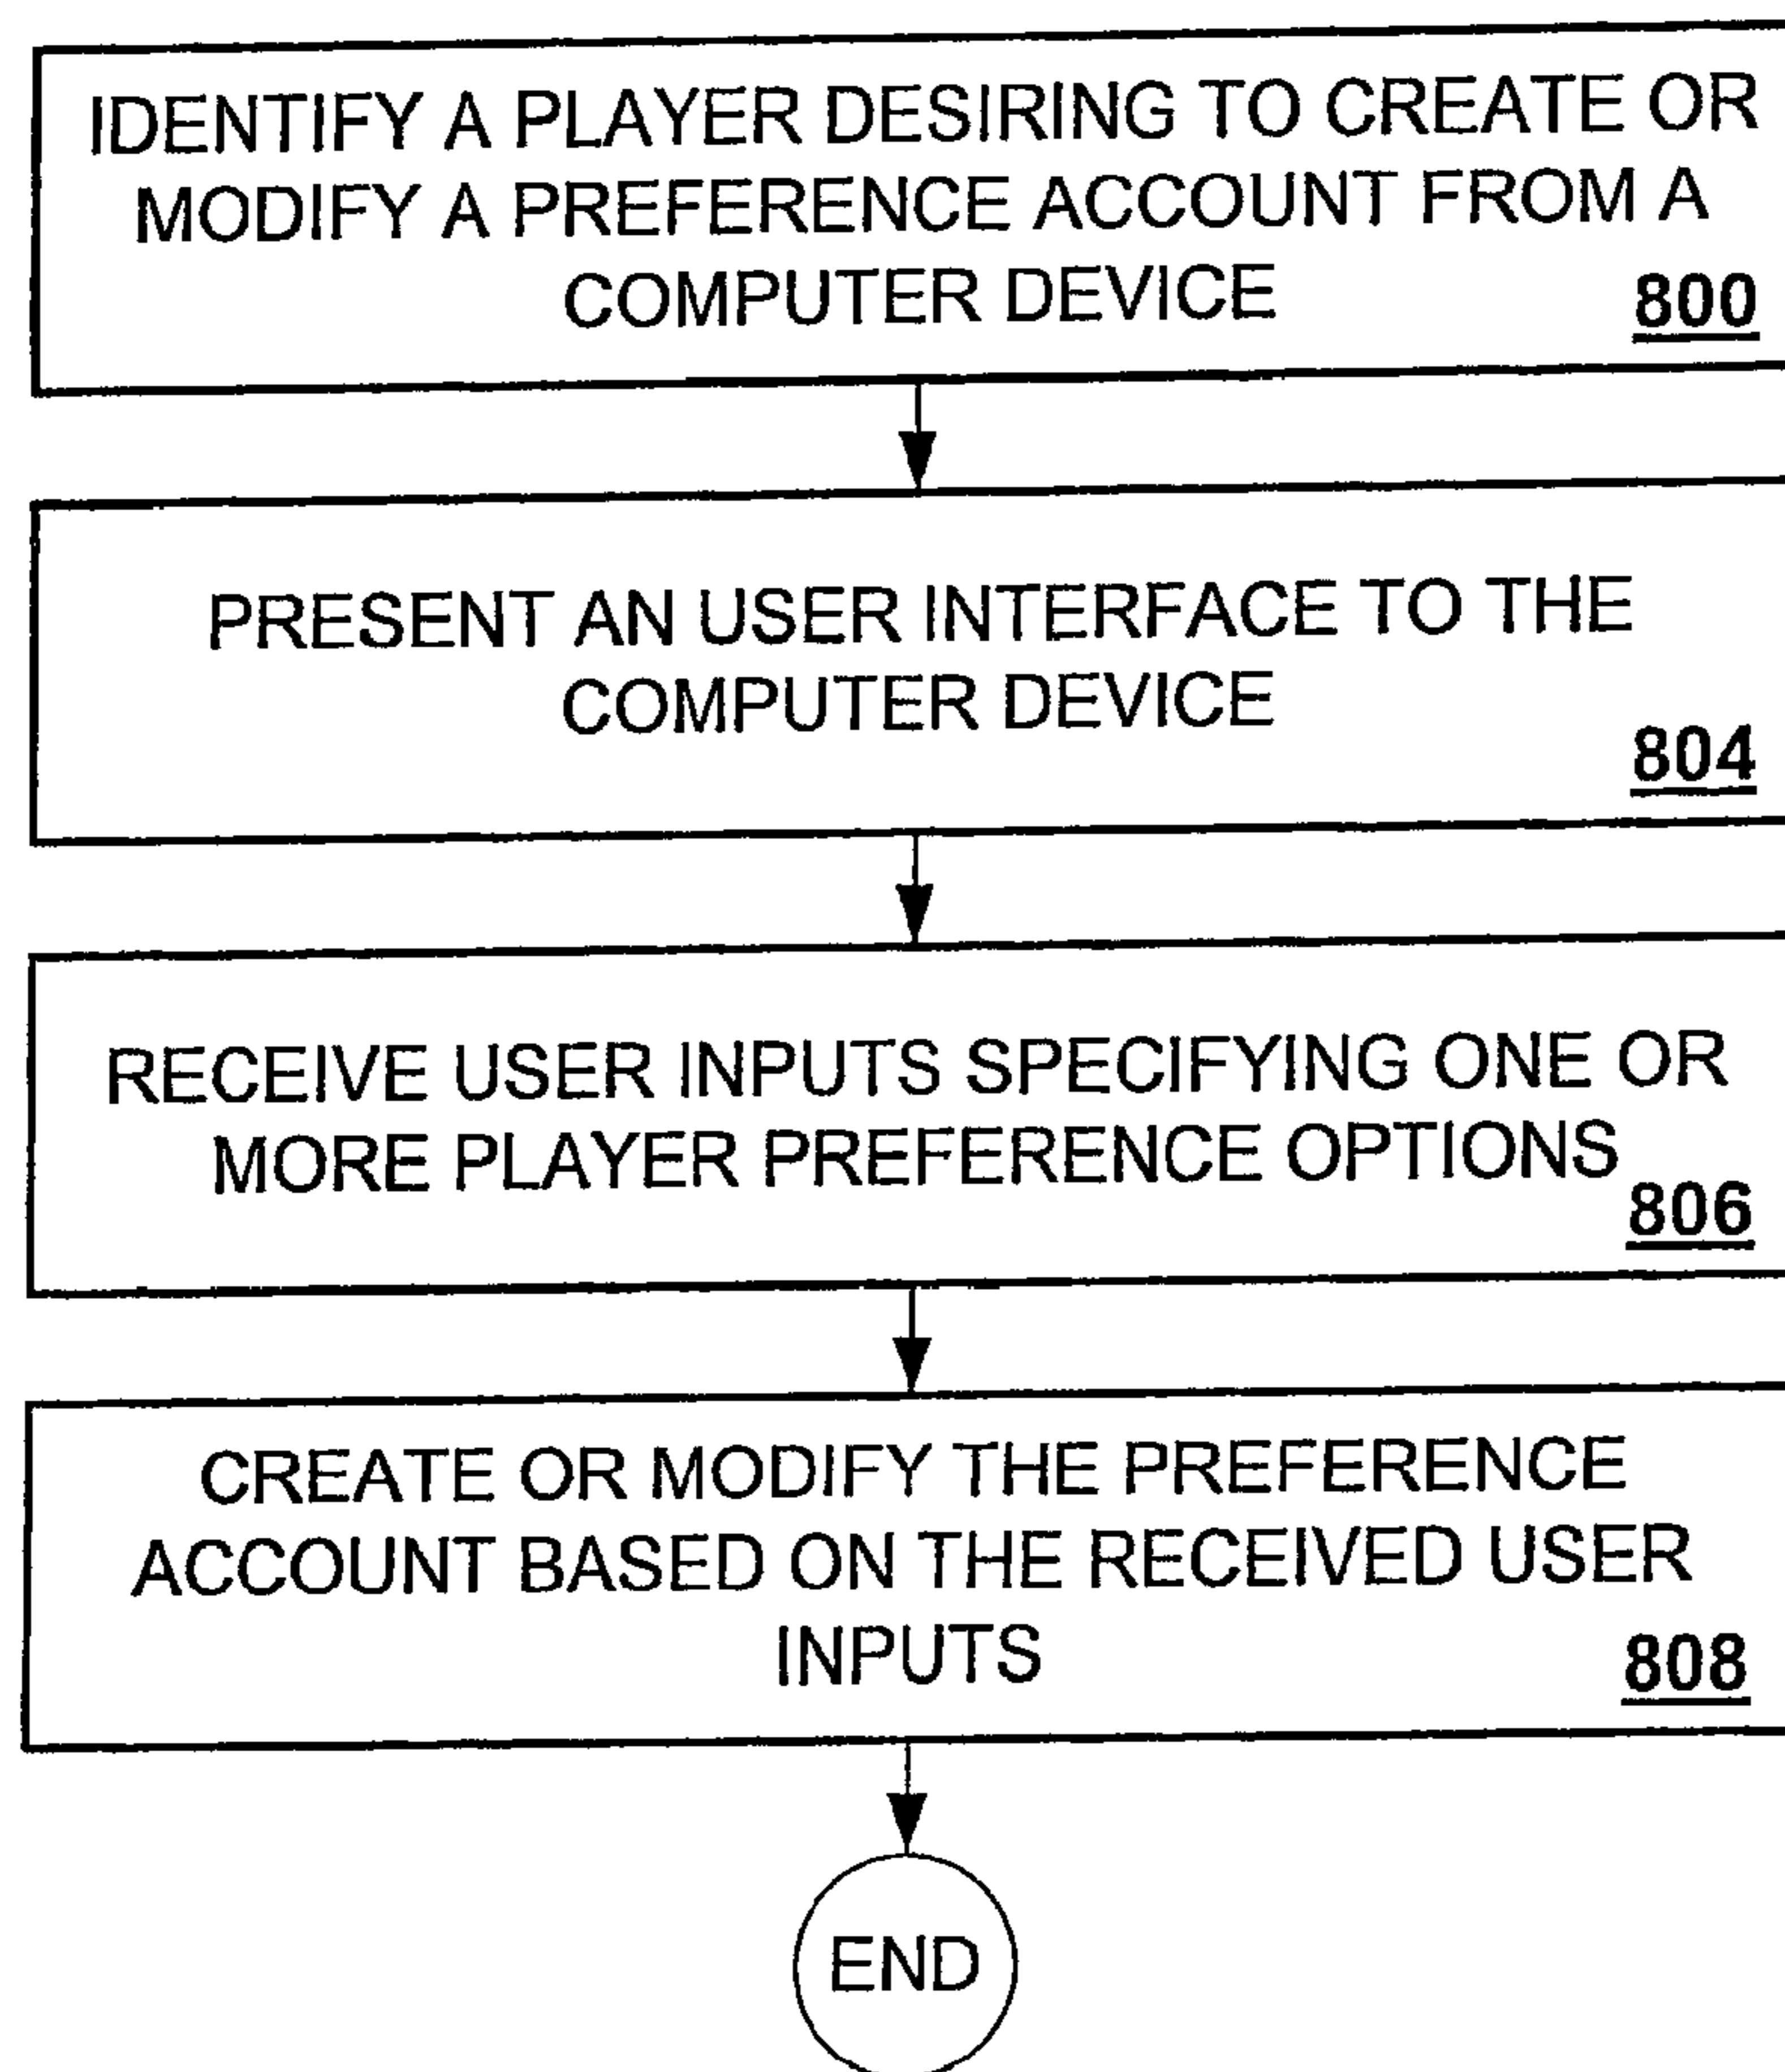 IDENTIFY A PLAYER DESIRING TO CREATE OR
MODIFY A PREFERENCE ACCOUNT FROM A
COMPUTER DEVICE
800
PRESENT AN USER INTERFACE TO THE
COMPUTER DEVICE
804
RECEIVE USER INPUTS SPECIFYING ONE OR
MORE PLAYER PREFERENCE OPTIONS
806
CREATE OR MODIFY THE PREFERENCE
ACCOUNT BASED ON THE RECEIVED USER
INPUTS
808
END